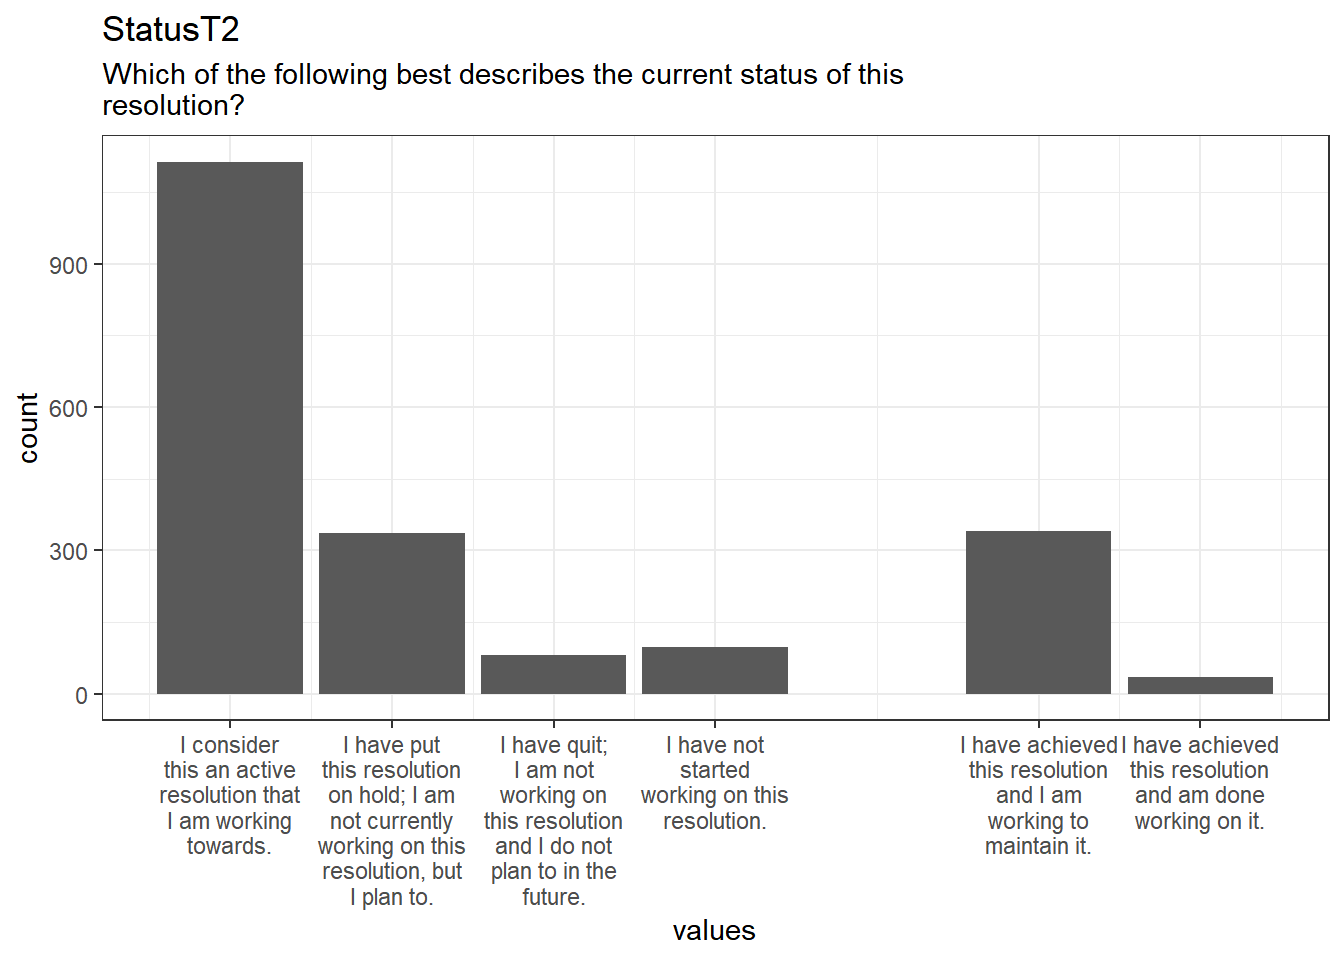 StatusT2
Which of the following best describes the current status of this
resolution?
count
900
600
300
0
I consider
this an active
resolution that
I am working
towards.
I have put
this resolution
on hold; I am
not currently
working on this
resolution, but
I plan to.
I have quit;
I am not
working on
this resolution
and I do not
plan to in the
future.
I have not
started
working on this
resolution.
I have achieved
this resolution
and I am
working to
maintain it.
I have achieved
this resolution
and am done
working on it.
values